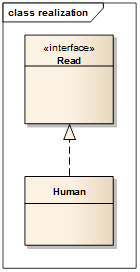 class realization
«interface»
Read
Human